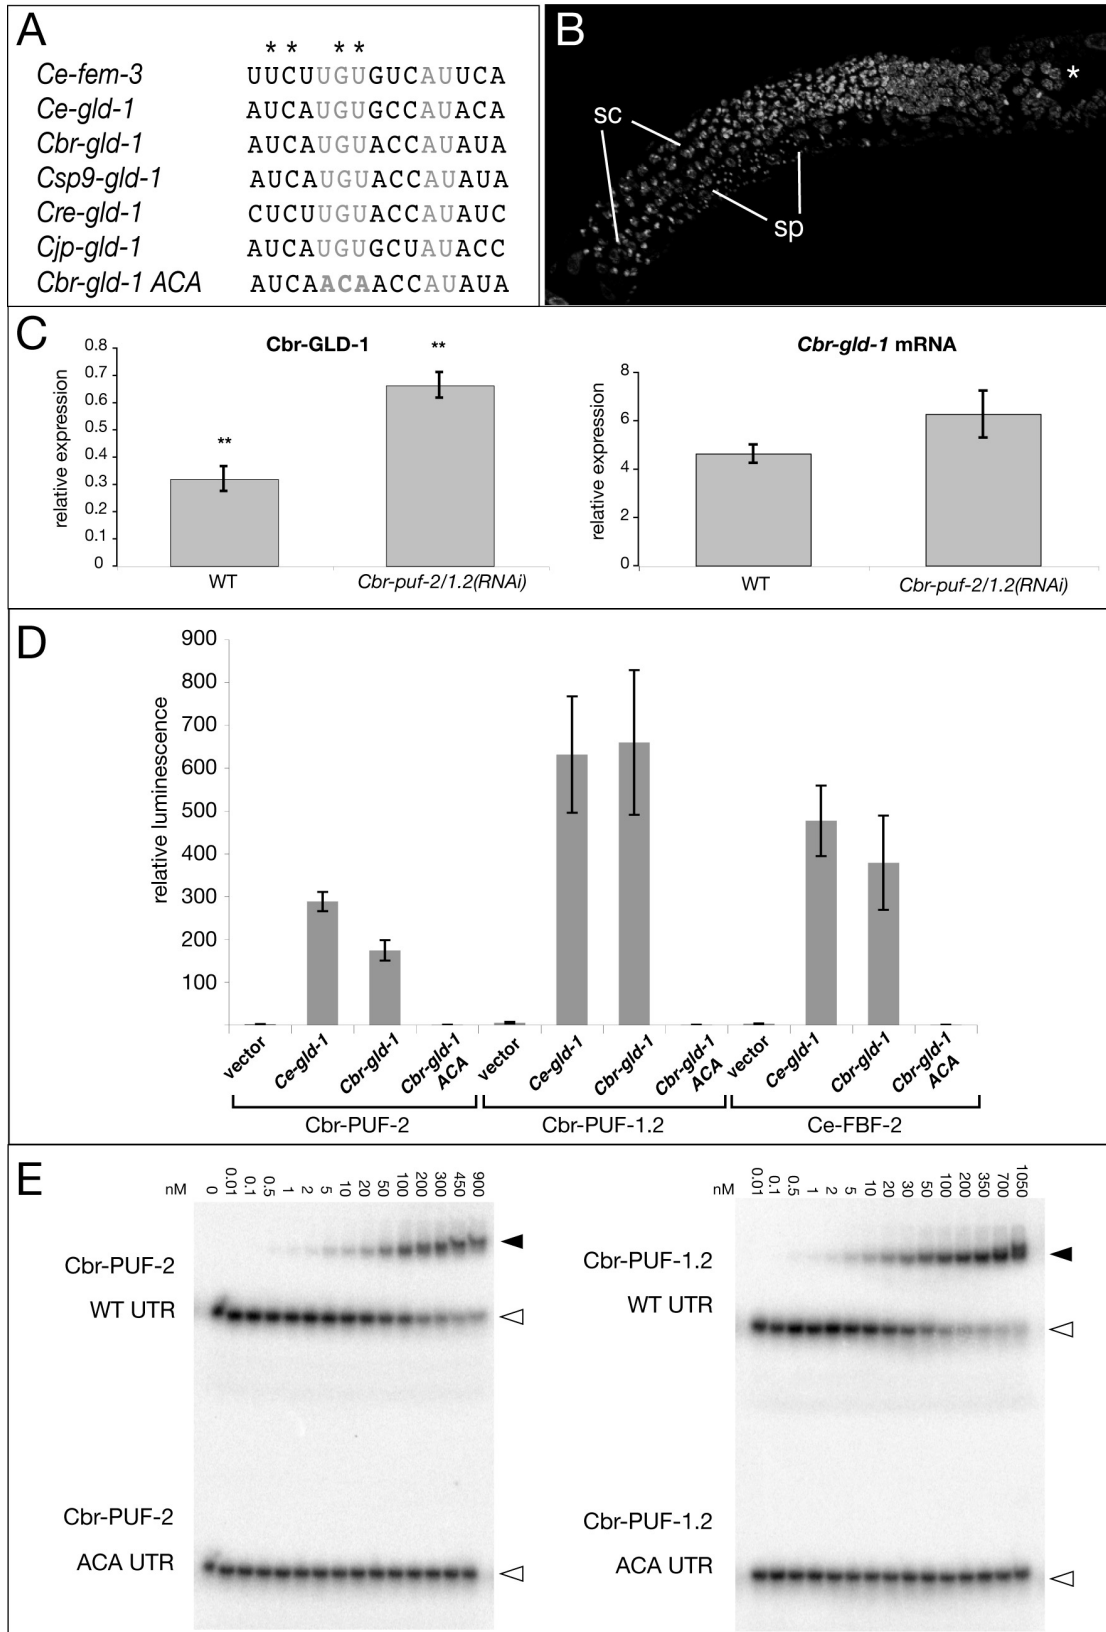 A
* * * *
Ce-fem-3 UUCUUGUGUCAUUCA
Ce-gld-1 AUCAUGUGCCAUACA
Cbr-gld-1 AUCAUGUACCAUAUA
Csp9-gld-1 AUCAUGUACCAUAUA
Cre-gld-1 CUCUUGUACCAUAUC
Cjp-gld-1 AUCAUGUGCUAUACC
Cbr-gld-1 ACA AUCAACAACCAUAUA
B
*
sc
sp
C
Cbr-GLD-1
relative expression
0.8
0.7
0.6
0.5
0.4
0.3
0.2
0.1
0
**
**
WT
Cbr-puf-2/1.2(RNAi)
Cbr-gld-1 mRNA
relative expression
8
6
4
2
0
WT
Cbr-puf-2/1.2(RNAi)
D
relative luminescence
900
800
700
600
500
400
300
200
100
vector
Ce-gld-1
Cbr-gld-1
Cbr-gld-1
ACA
vector
Ce-gld-1
Cbr-gld-1
Cbr-gld-1
ACA
vector
Ce-gld-1
Cbr-gld-1
Cbr-gld-1
ACA
Cbr-PUF-2
Cbr-PUF-1.2
Ce-FBF-2
E
nM 0 0.01 0.1 0.5 1 2 5 10 20 50 100 200 300 450 900
Cbr-PUF-2
WT UTR
Cbr-PUF-2
ACA UTR
nM 0.01 0.1 0.5 1 2 5 10 20 30 50 100 200 350 700 1050
Cbr-PUF-1.2
WT UTR
Cbr-PUF-1.2
ACA UTR